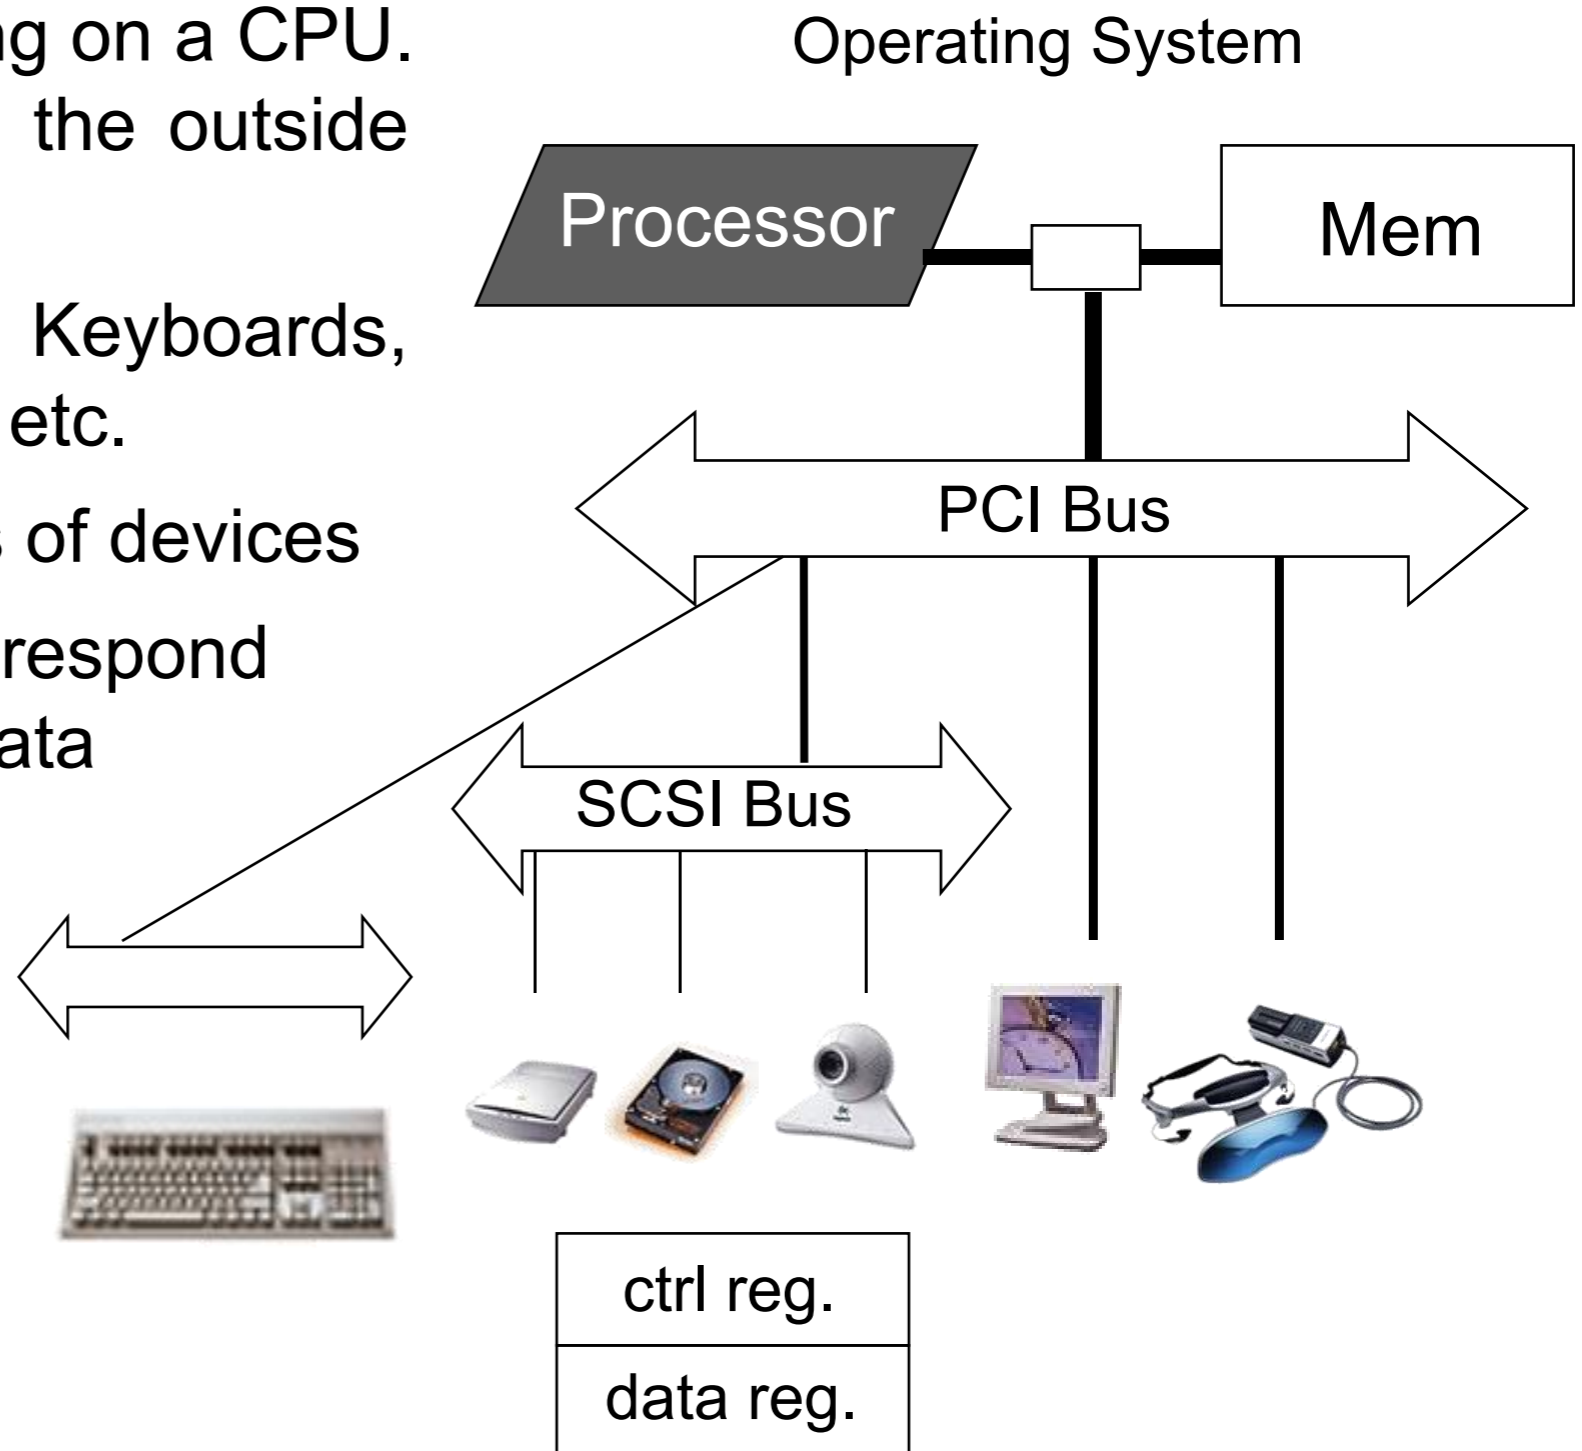 ng on a CPU.
the outside
Keyboards,
etc.
s of devices
respond
ata
Operating System
Processor
Mem
PCI Bus
SCSI Bus
ctrl reg.
data reg.